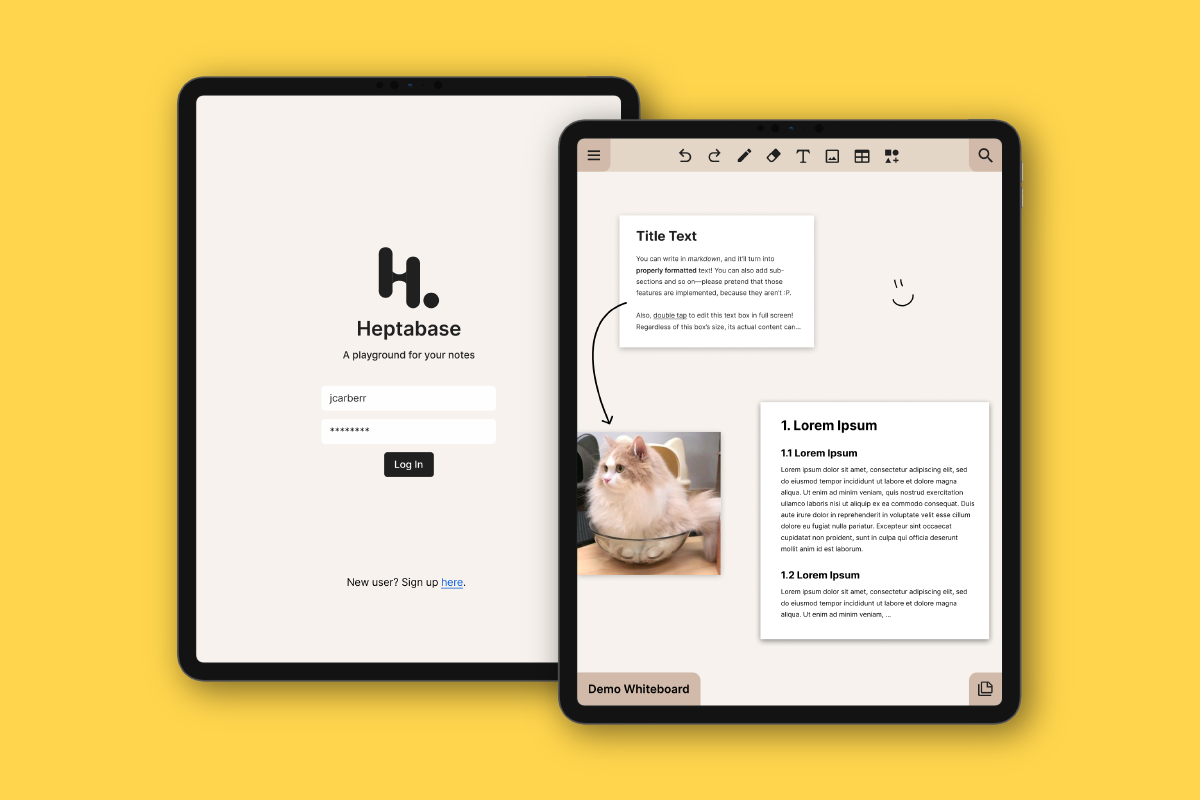 H.
Heptabase
A playground for your notes
jcarberr
********
Log In
New user? Sign up here.
T
Title Text
You can write in markdown, and it'll turn into
properly formatted text! You can also add sub-
sections and so on—please pretend that those
features are implemented, because they aren't :P.
Also, double tap to edit this text box in full screen!
Regardless of this box's size, its actual content can...
1. Lorem Ipsum
1.1 Lorem Ipsum
Lorem ipsum dolor sit amet, consectetur adipiscing elit, sed
do eiusmod tempor incididunt ut labore et dolore magna
aliqua. Ut enim ad minim veniam, quis nostrud exercitation
ullamco laboris nisi ut aliquip ex ea commodo consequat. Duis
aute irure dolor in reprehenderit in voluptate velit esse cillum
dolore eu fugiat nulla pariatur. Excepteur sint occaecat
cupidatat non proident, sunt in culpa qui officia deserunt
mollit anim id est laborum.
1.2 Lorem Ipsum
Lorem ipsum dolor sit amet, consectetur adipiscing elit, sed
do eiusmod tempor incididunt ut labore et dolore magna
aliqua. Ut enim ad minim veniam, ...
Demo Whiteboard